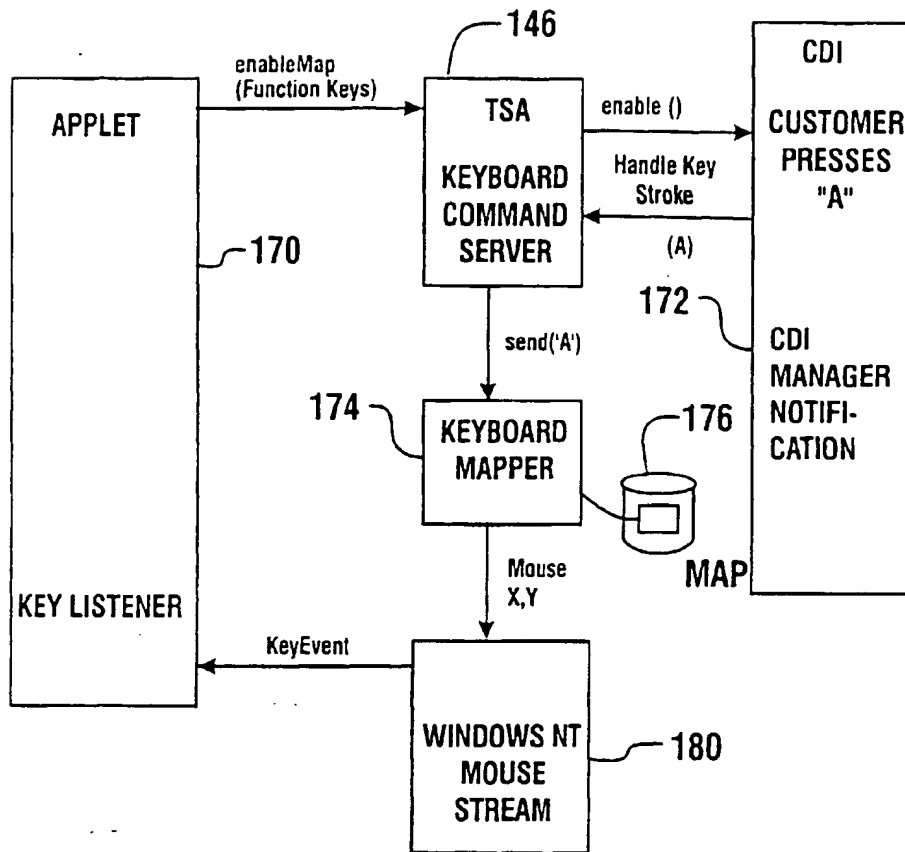 146
enableMap
(Function Keys)
APPLET
170
KEY LISTENER
TSA
KEYBOARD
COMMAND
SERVER
enable ()
Handle Key
Stroke
(A)
CDI
CUSTOMER
PRESSES
"A"
172
CDI
MANAGER
NOTIFI-
CATION
send('A')
174
KEYBOARD
MAPPER
176
MAP
Mouse
X,Y
KeyEvent
WINDOWS NT
MOUSE
STREAM
180